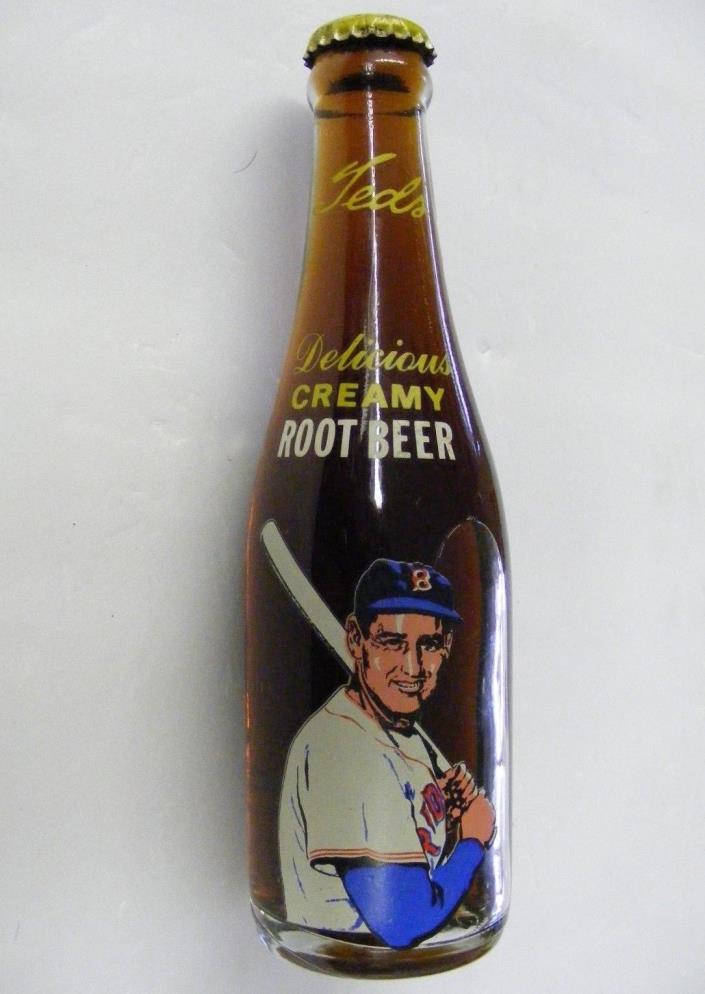 Ted's
Delicious
CREAMY
ROOT BEER
B